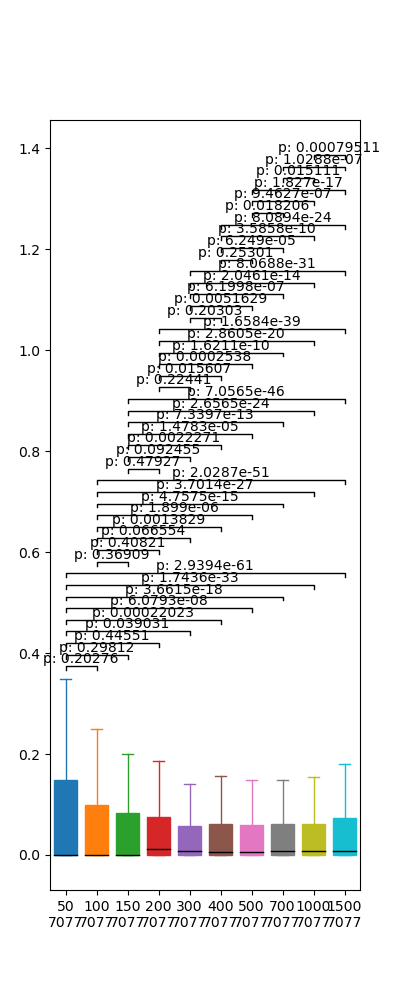 p: 0.00079511
1.4
p: 1.0288e-07
p: 0.015111
p: 1.827e-17
p: 9.4627e-07
p: 0.018206
p: 8.0894e-24
p: 3.5858e-10
p: 6.249e-05
1.2
p: 0.25301
p: 8.0688e-31
p: 2.0461e-14
p: 6.1998e-07
p: 0.0051629
p: 0.20303
p: 1.6584e-39
p: 2.8605e-20
p: 1.6211e-10
1.0
p: 0.0002538
p: 0.015607
p: 0.22441
p: 7.0565e-46
p: 2.6565e-24
p: 7.3397e-13
p: 1.4783e-05
p: 0.0022271
0.8
p: 0.092455
p: 0.47927
p: 2.0287e-51
p: 3.7014e-27
p: 4.7575e-15
p: 1.899e-06
p: 0.0013829
p: 0.066554
p: 0.40821
0.6
p: 0.36909
p: 2.9394e-61
p: 1.7436e-33
p: 3.6615e-18
p: 6.0793e-08
p: 0.00022023
p: 0.039031
p: 0.44551
0.4
p: 0.29812
p: 0.20276
0.2
0.0
50 100 150 200 300 400 500 700 1000 1500
7077 7077 7077 7077 7077 7077 7077 7077 7077 7077